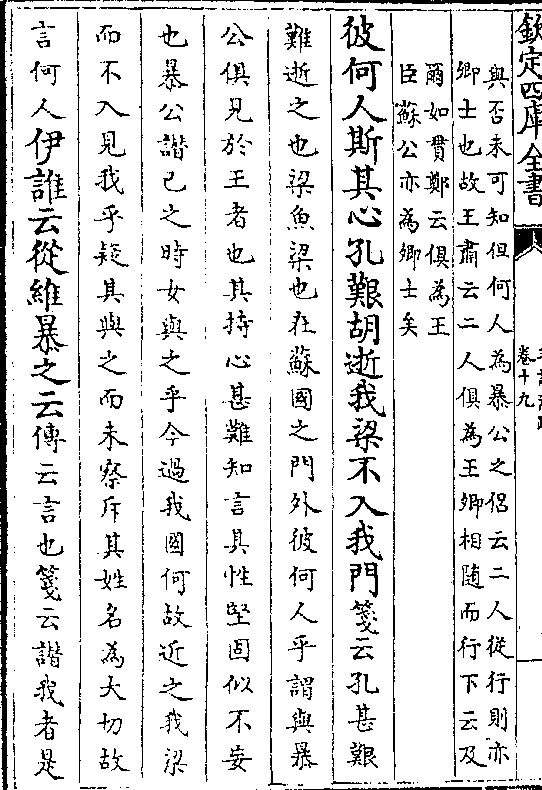 欽定四庫全書
卷十九
與否未可知但何人為暴公之侶云二人從行則亦
卿士也故王肅云二人俱為王卿相随而行下云及
爾如貫鄭云俱為王
臣蘇公亦為卿士矣
彼何人斯其心孔艱胡逝我梁不入我門箋云孔甚艱
難逝之也梁魚梁也在蘇國之門外彼何人乎謂與暴
公俱見於王者也其持心甚難知言其性堅固似不妄
也暴公譖已之時女與之乎今過我國何故近之我梁
而不入見我乎疑其與之而未察斥其姓名為大切故
言何人伊誰云從維暴之云傳云言也箋云譖我者是